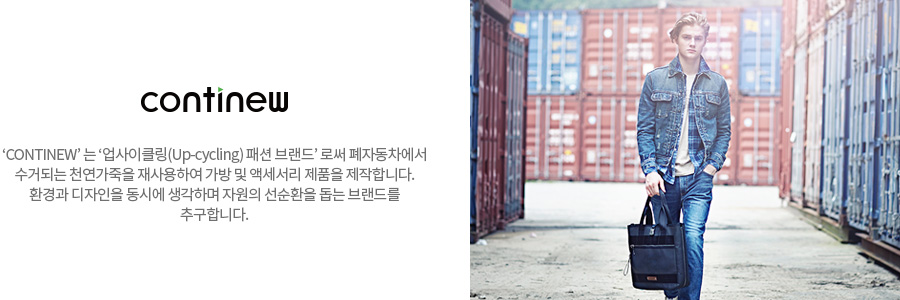 continew
‘CONTINEW’ 는 ‘업사이클링(Up-cycling) 패션 브랜드’ 로써 폐자동차에서
수거되는 천연가죽을 재사용하여 가방 및 액세서리 제품을 제작합니다.
환경과 디자인을 동시에 생각하며 자원의 선순환을 돕는 브랜드를
추구합니다.